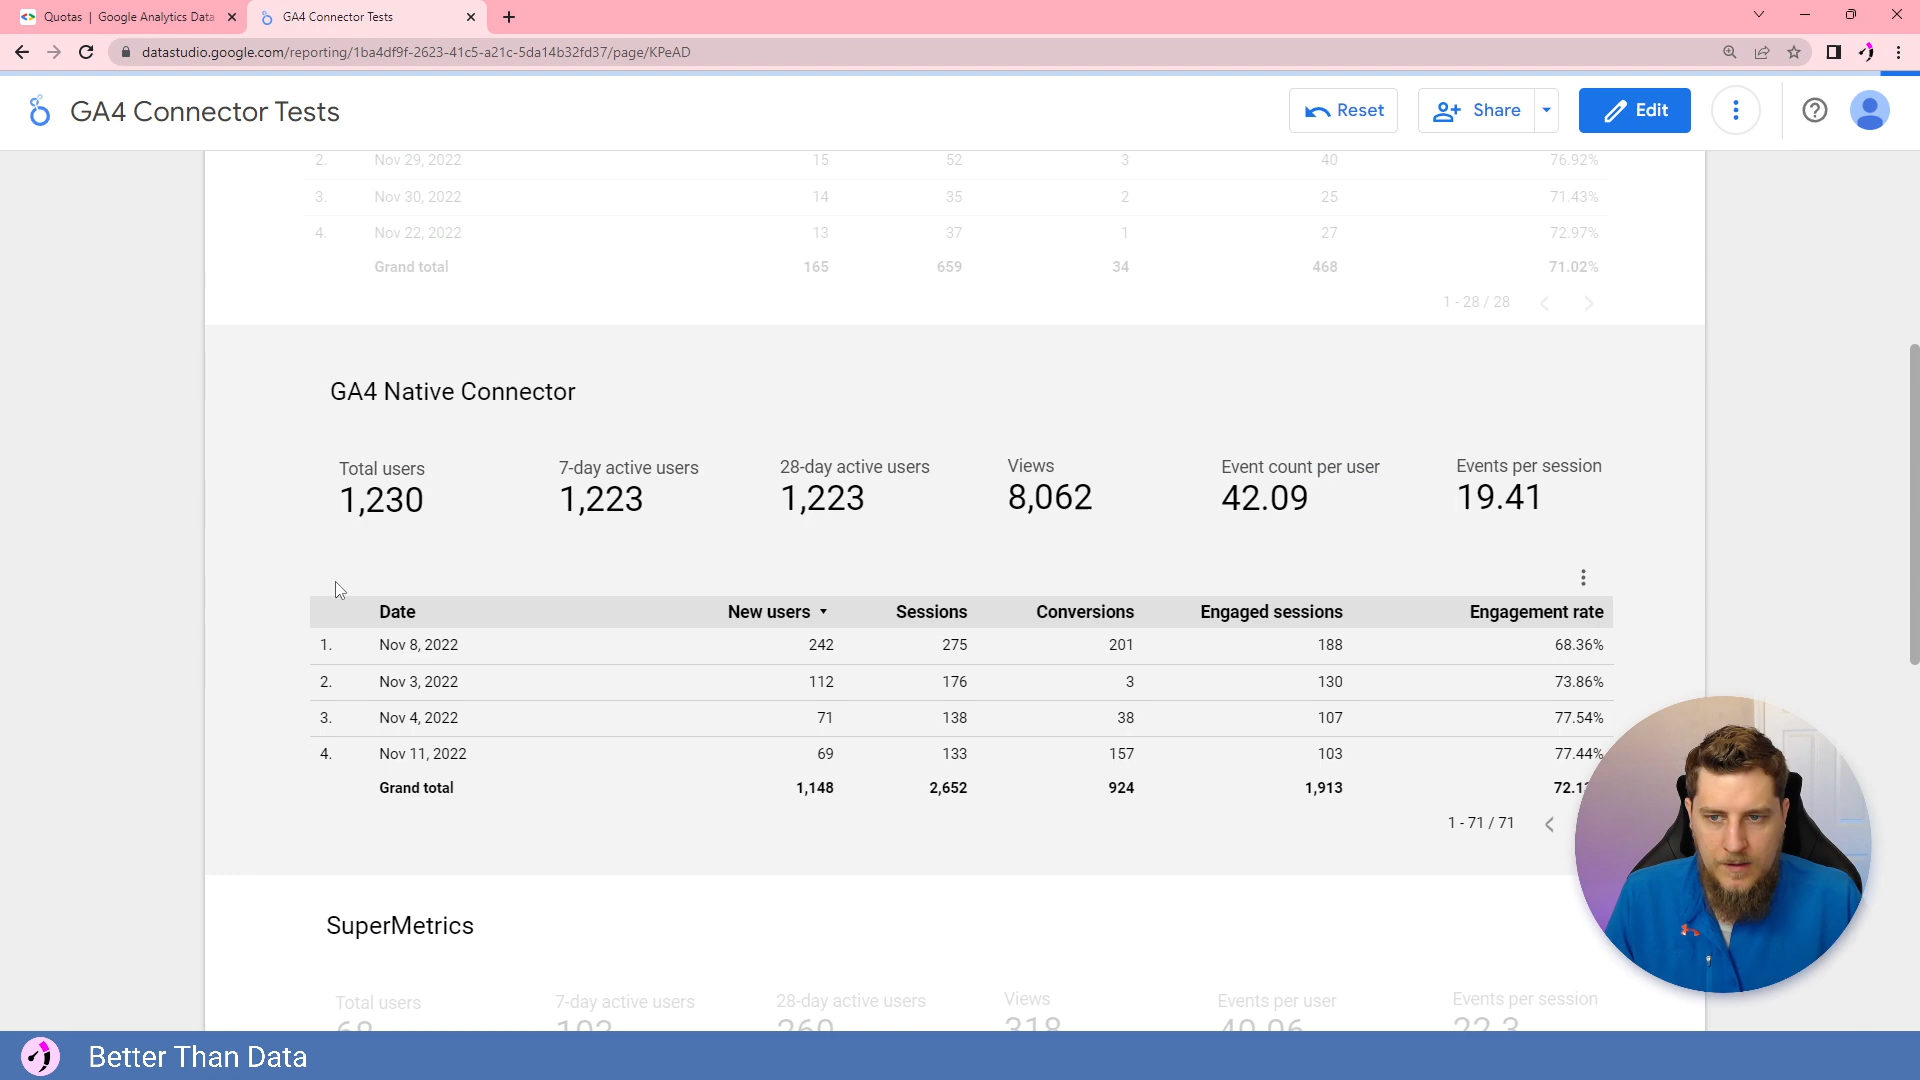 Quotas | Google Analytics Data
GA4 Connector Tests
datastudio.google.com/reporting/1ba4df9f-2623-41c5-a21c-5da14b32fd37/page/KPeAD
GA4 Connector Tests
Reset
Share
Edit
2. Nov 29, 2022 15 52 3 40 76.92%
3. Nov 30, 2022 14 35 2 25 71.43%
4. Nov 22, 2022 13 37 1 27 72.97%
Grand total 165 659 34 468 71.02%
1 - 28 / 28
GA4 Native Connector
Total users 7-day active users 28-day active users Views Event count per user Events per session
1,230 1,223 1,223 8,062 42.09 19.41
Date New users Sessions Conversions Engaged sessions Engagement rate
1. Nov 8, 2022 242 275 201 188 68.36%
2. Nov 3, 2022 112 176 3 130 73.86%
3. Nov 4, 2022 71 138 38 107 77.54%
4. Nov 11, 2022 69 133 157 103 77.44%
Grand total 1,148 2,652 924 1,913
1 - 71 / 71
SuperMetrics
Total users 7-day active users 28-day active users Views Events per user Events per session
318
Better Than Data